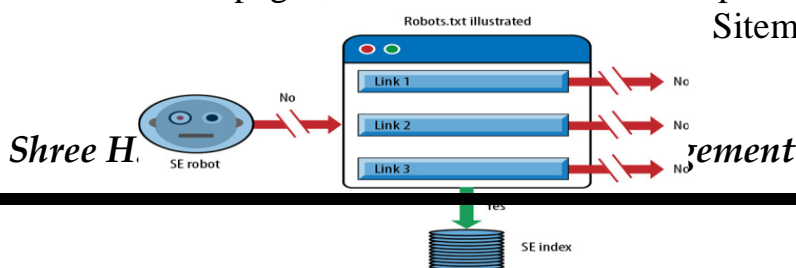 Robots.txt illustrated
Sitem
Link 1
No
No
Link 2
No
Shree H
gement
SE robot
Link 3
No
Yes
SE index